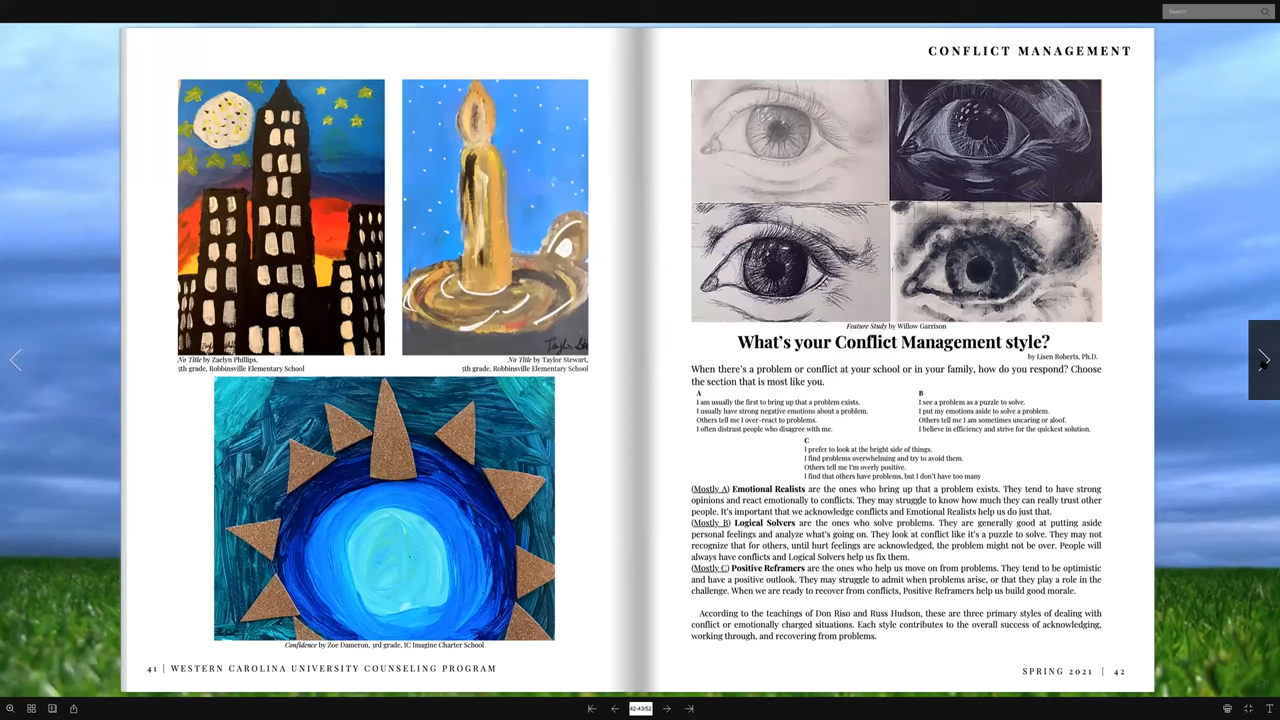 Search
CONFLICT MANAGEMENT
No Title by Zaelyn Phillips,
5th grade, Robbinsville Elementary School
No Title by Taylor Stewart,
5th grade, Robbinsville Elementary School
Confidence by Zoe Dameron, 3rd grade, IC Imagine Charter School
41 | WESTERN CAROLINA UNIVERSITY COUNSELING PROGRAM
Feature Study by Willow Garrison
What's your Conflict Management style?
by Lisen Roberts, Ph.D.
When there's a problem or conflict at your school or in your family, how do you respond? Choose
the section that is most like you.
A
I am usually the first to bring up that a problem exists.
I usually have strong negative emotions about a problem.
Others tell me I over-react to problems.
I often distrust people who disagree with me.
B
I see a problem as a puzzle to solve.
I put my emotions aside to solve a problem.
Others tell me I am sometimes uncaring or aloof.
I believe in efficiency and strive for the quickest solution.
C
I prefer to look at the bright side of things.
I find problems overwhelming and try to avoid them.
Others tell me I'm overly positive.
I find that others have problems, but I don't have too many
(Mostly A) Emotional Realists are the ones who bring up that a problem exists. They tend to have strong
opinions and react emotionally to conflicts. They may struggle to know how much they can really trust other
people. It's important that we acknowledge conflicts and Emotional Realists help us do just that.
(Mostly B) Logical Solvers are the ones who solve problems. They are generally good at putting aside
personal feelings and analyze what's going on. They look at conflict like it's a puzzle to solve. They may not
recognize that for others, until hurt feelings are acknowledged, the problem might not be over. People will
always have conflicts and Logical Solvers help us fix them.
(Mostly C) Positive Reframers are the ones who help us move on from problems. They tend to be optimistic
and have a positive outlook. They may struggle to admit when problems arise, or that they play a role in the
challenge. When we are ready to recover from conflicts, Positive Reframers help us build good morale.
According to the teachings of Don Riso and Russ Hudson, these are three primary styles of dealing with
conflict or emotionally charged situations. Each style contributes to the overall success of acknowledging,
working through, and recovering from problems.
SPRING 2021 | 42
42-43/52